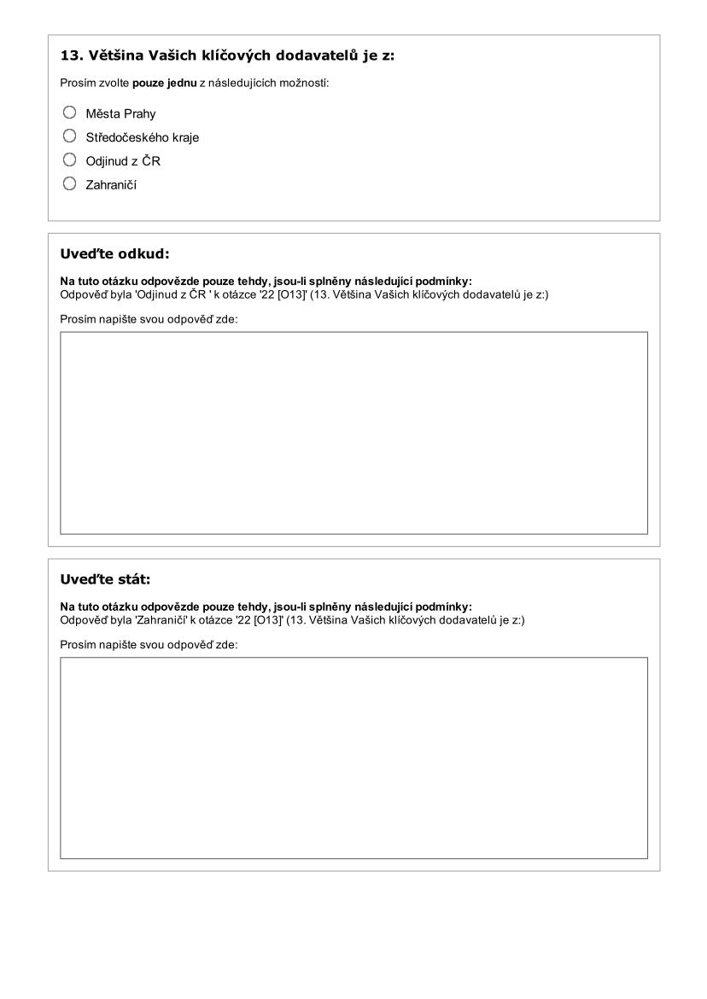 13. Většina Vašich klíčových dodavatelů je z:
Prosím zvolte pouze jednu z následujících možností:
Města Prahy
Středočeského kraje
Odjinud z ČR
Zahraničí
Uveďte odkud:
Na tuto otázku odpovězde pouze tehdy, jsou-li splněny následující podmínky:
Odpověď byla 'Odjinud z ČR ' k otázce '22 [O13]' (13. Většina Vašich klíčových dodavatelů je z:)
Prosím napište svou odpověď zde:
Uveďte stát:
Na tuto otázku odpovězde pouze tehdy, jsou-li splněny následující podmínky:
Odpověď byla 'Zahraničí' k otázce '22 [O13]' (13. Většina Vašich klíčových dodavatelů je z:)
Prosím napište svou odpověď zde: